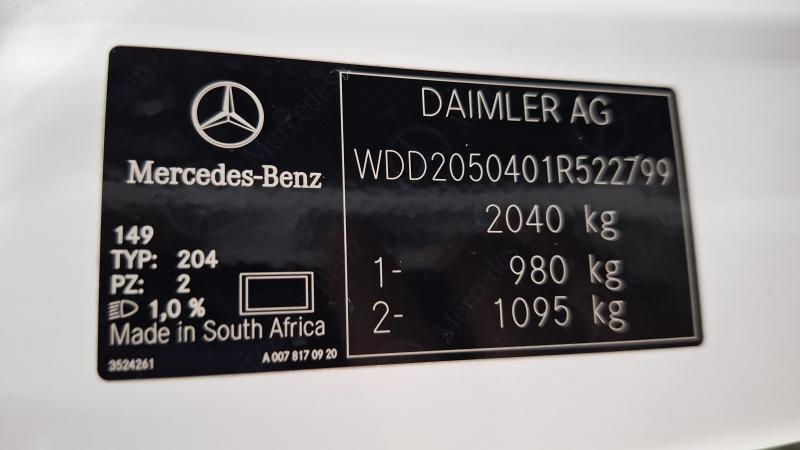 Mercedes-Benz
149
TYP: 204
PZ: 2
1,0 %
Made in South Africa
3524261
A 007 817 09 20
DAIMLER AG
WDD2050401R522799
2040 kg
1- 980 kg
2- 1095 kg